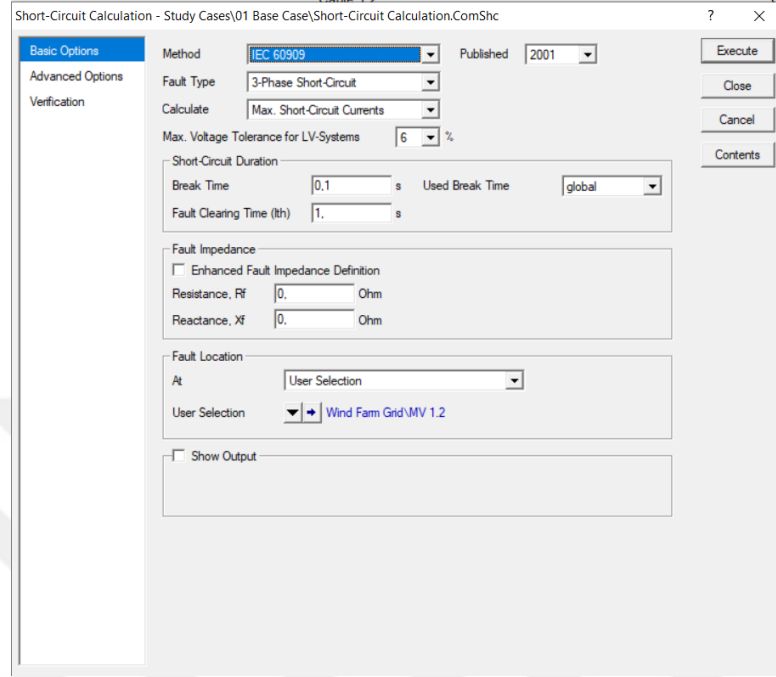 Short-Circuit Calculation - Study Cases\01 Base Case\Short-Circuit Calculation.ComShc ?
Basic Options
Advanced Options
Verification
Method IEC 60909 Published 2001
Fault Type 3-Phase Short-Circuit
Calculate Max. Short-Circuit Currents
Max. Voltage Tolerance for LV-Systems 6 %
Short-Circuit Duration
Break Time 0,1 s Used Break Time global
Fault Clearing Time (Ith) 1, s
Fault Impedance
Enhanced Fault Impedance Definition
Resistance, Rf 0, Ohm
Reactance, Xf 0, Ohm
Fault Location
At User Selection
User Selection Wind Farm Grid\MV 1.2
Show Output
Execute
Close
Cancel
Contents